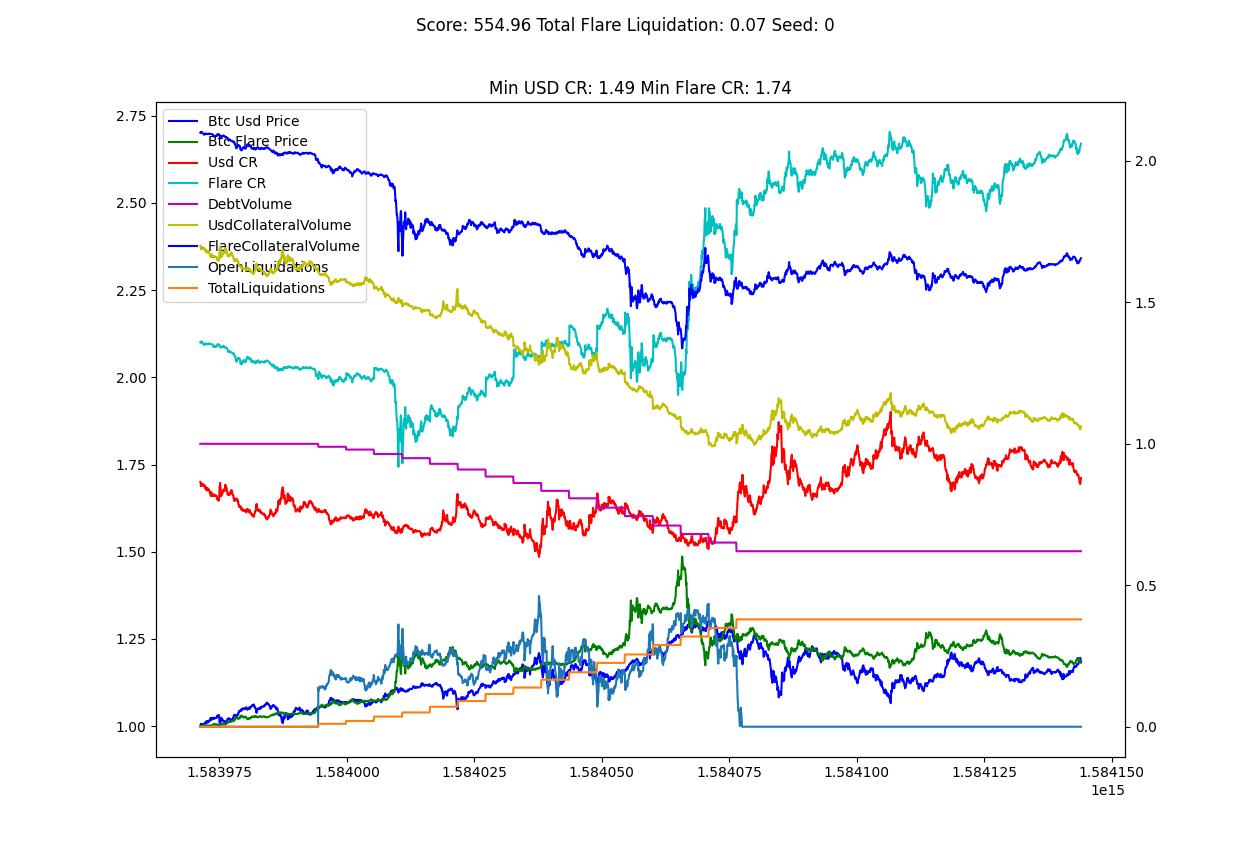 Score: 554.96 Total Flare Liquidation: 0.07 Seed: 0
Min USD CR: 1.49 Min Flare CR: 1.74
Btc Usd Price
Btc Flare Price
Usd CR
Flare CR
DebtVolume
UsdCollateralVolume
FlareCollateralVolume
OpenLiquidations
TotalLiquidations
2.75
2.50
2.25
2.00
1.75
1.50
1.25
1.00
2.0
1.5
1.0
0.5
0.0
1.583975 1.584000 1.584025 1.584050 1.584075 1.584100 1.584125 1.584150
1e15